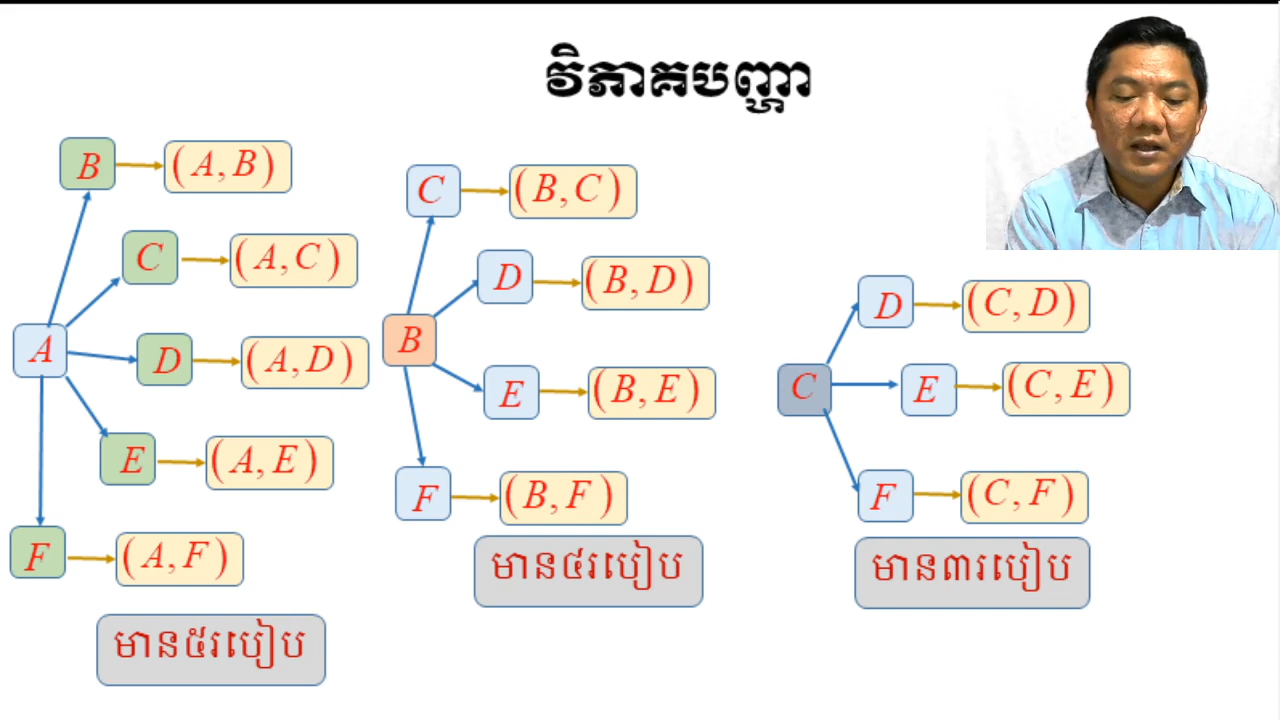 វិភាគបញ្ហា
B (A, B)
C (A, C)
A D (A, D)
E (A, E)
F (A, F)
មាន៥របៀប
C (B, C)
D (B, D)
B
E (B, E)
F (B, F)
មាន៤របៀប
D (C, D)
C E (C, E)
F (C, F)
មាន៣របៀប